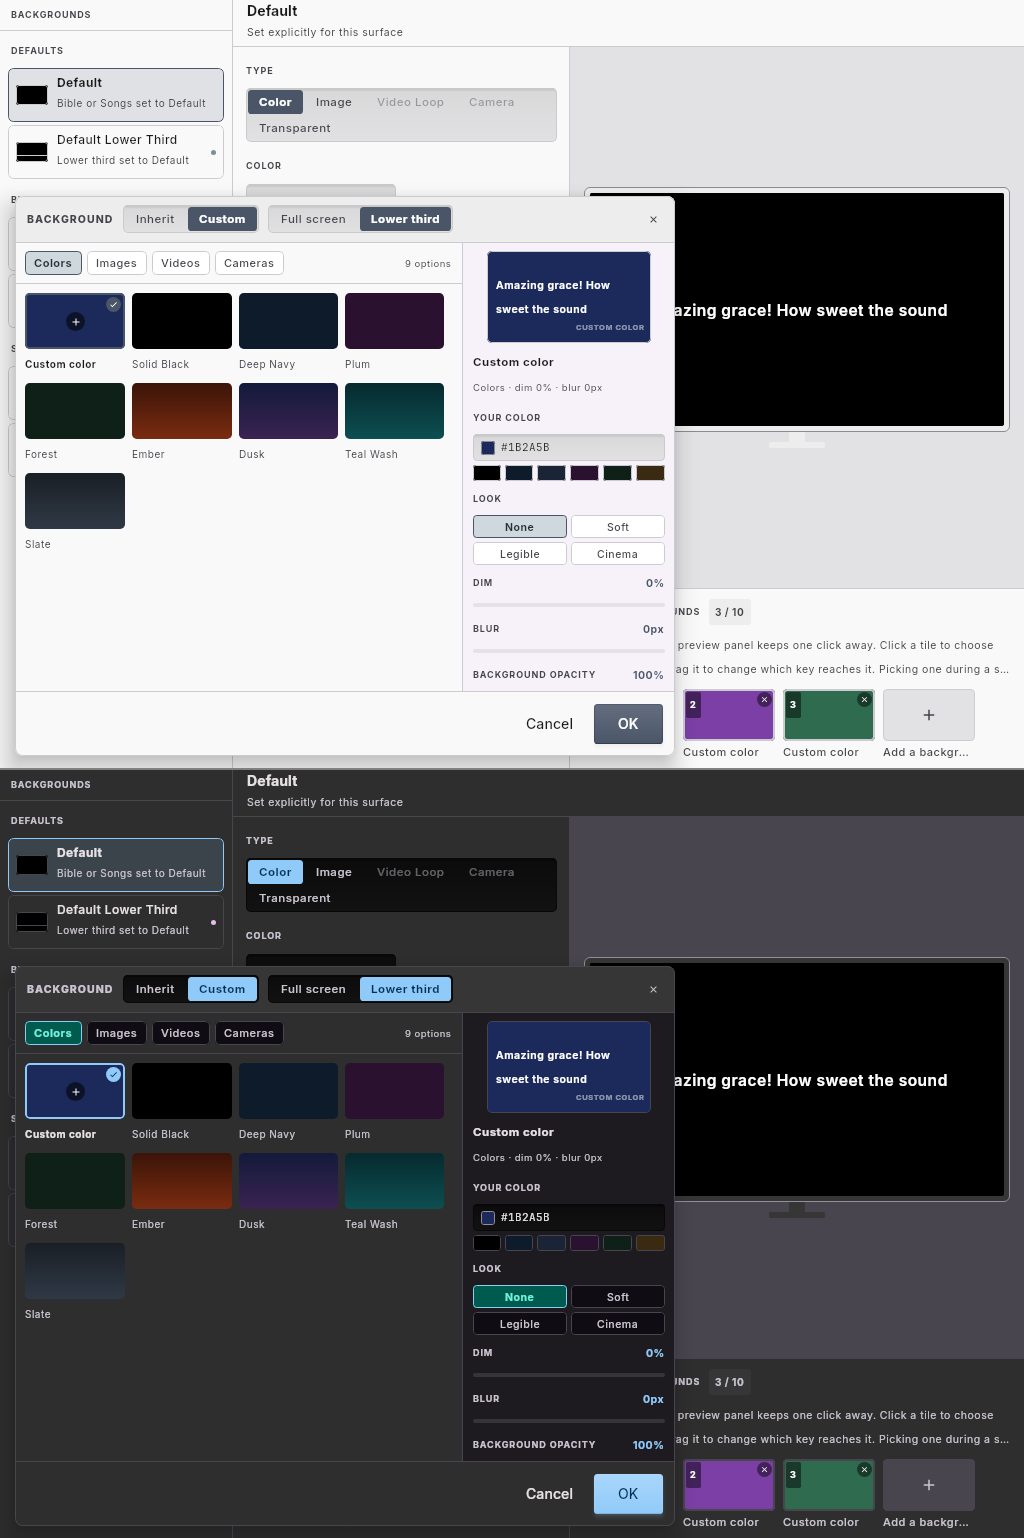 BACKGROUNDS
Default
Set explicitly for this surface
DEFAULTS
Default
Bible or Songs set to Default
Default Lower Third
Lower third set to Default
TYPE
Color Image Video Loop Camera
Transparent
COLOR
BACKGROUND Inherit Custom Full screen Lower third ×
Colors Images Videos Cameras 9 options
Custom color Solid Black Deep Navy Plum
Forest Ember Dusk Teal Wash
Slate
Amazing grace! How
sweet the sound
CUSTOM COLOR
Custom color
Colors · dim 0% · blur 0px
YOUR COLOR
#1B2A5B
LOOK
None Soft
Legible Cinema
DIM 0%
BLUR 0px
BACKGROUND OPACITY 100%
Cancel OK
azing grace! How sweet the sound
UNDS 3 / 10
preview panel keeps one click away. Click a tile to choose
ag it to change which key reaches it. Picking one during a s...
2 3
Custom color Custom color Add a backgr...
BACKGROUNDS
Default
Set explicitly for this surface
DEFAULTS
Default
Bible or Songs set to Default
Default Lower Third
Lower third set to Default
TYPE
Color Image Video Loop Camera
Transparent
COLOR
BACKGROUND Inherit Custom Full screen Lower third ×
Colors Images Videos Cameras 9 options
Custom color Solid Black Deep Navy Plum
Forest Ember Dusk Teal Wash
Slate
Amazing grace! How
sweet the sound
CUSTOM COLOR
Custom color
Colors · dim 0% · blur 0px
YOUR COLOR
#1B2A5B
LOOK
None Soft
Legible Cinema
DIM 0%
BLUR 0px
BACKGROUND OPACITY 100%
Cancel OK
azing grace! How sweet the sound
UNDS 3 / 10
preview panel keeps one click away. Click a tile to choose
ag it to change which key reaches it. Picking one during a s...
2 3
Custom color Custom color Add a backgr...